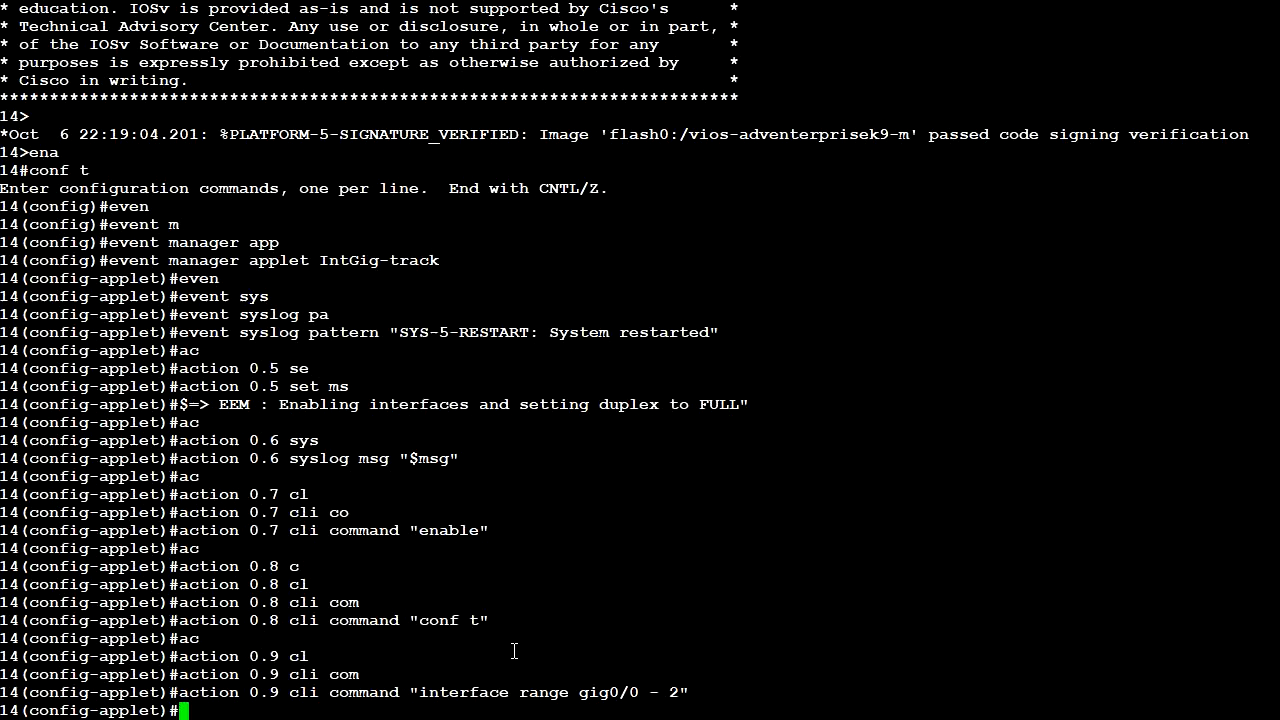 * education. IOSv is provided as-is and is not supported by Cisco's      *
* Technical Advisory Center. Any use or disclosure, in whole or in part, *
* of the IOSv Software or Documentation to any third party for any       *
* purposes is expressly prohibited except as otherwise authorized by     *
* Cisco in writing.                                                      *
**************************************************************************
14>
*Oct  6 22:19:04.201: %PLATFORM-5-SIGNATURE_VERIFIED: Image 'flash0:/vios-adventerprisek9-m' passed code signing verification
14>ena
14#conf t
Enter configuration commands, one per line.  End with CNTL/Z.
14(config)#even
14(config)#event m
14(config)#event manager app
14(config)#event manager applet IntGig-track
14(config-applet)#even
14(config-applet)#event sys
14(config-applet)#event syslog pa
14(config-applet)#event syslog pattern "SYS-5-RESTART: System restarted"
14(config-applet)#ac
14(config-applet)#action 0.5 se
14(config-applet)#action 0.5 set ms
14(config-applet)#$=> EEM : Enabling interfaces and setting duplex to FULL"
14(config-applet)#ac
14(config-applet)#action 0.6 sys
14(config-applet)#action 0.6 syslog msg "$msg"
14(config-applet)#ac
14(config-applet)#action 0.7 cl
14(config-applet)#action 0.7 cli co
14(config-applet)#action 0.7 cli command "enable"
14(config-applet)#ac
14(config-applet)#action 0.8 c
14(config-applet)#action 0.8 cl
14(config-applet)#action 0.8 cli com
14(config-applet)#action 0.8 cli command "conf t"
14(config-applet)#ac
14(config-applet)#action 0.9 cl
14(config-applet)#action 0.9 cli com
14(config-applet)#action 0.9 cli command "interface range gig0/0 - 2"
14(config-applet)#